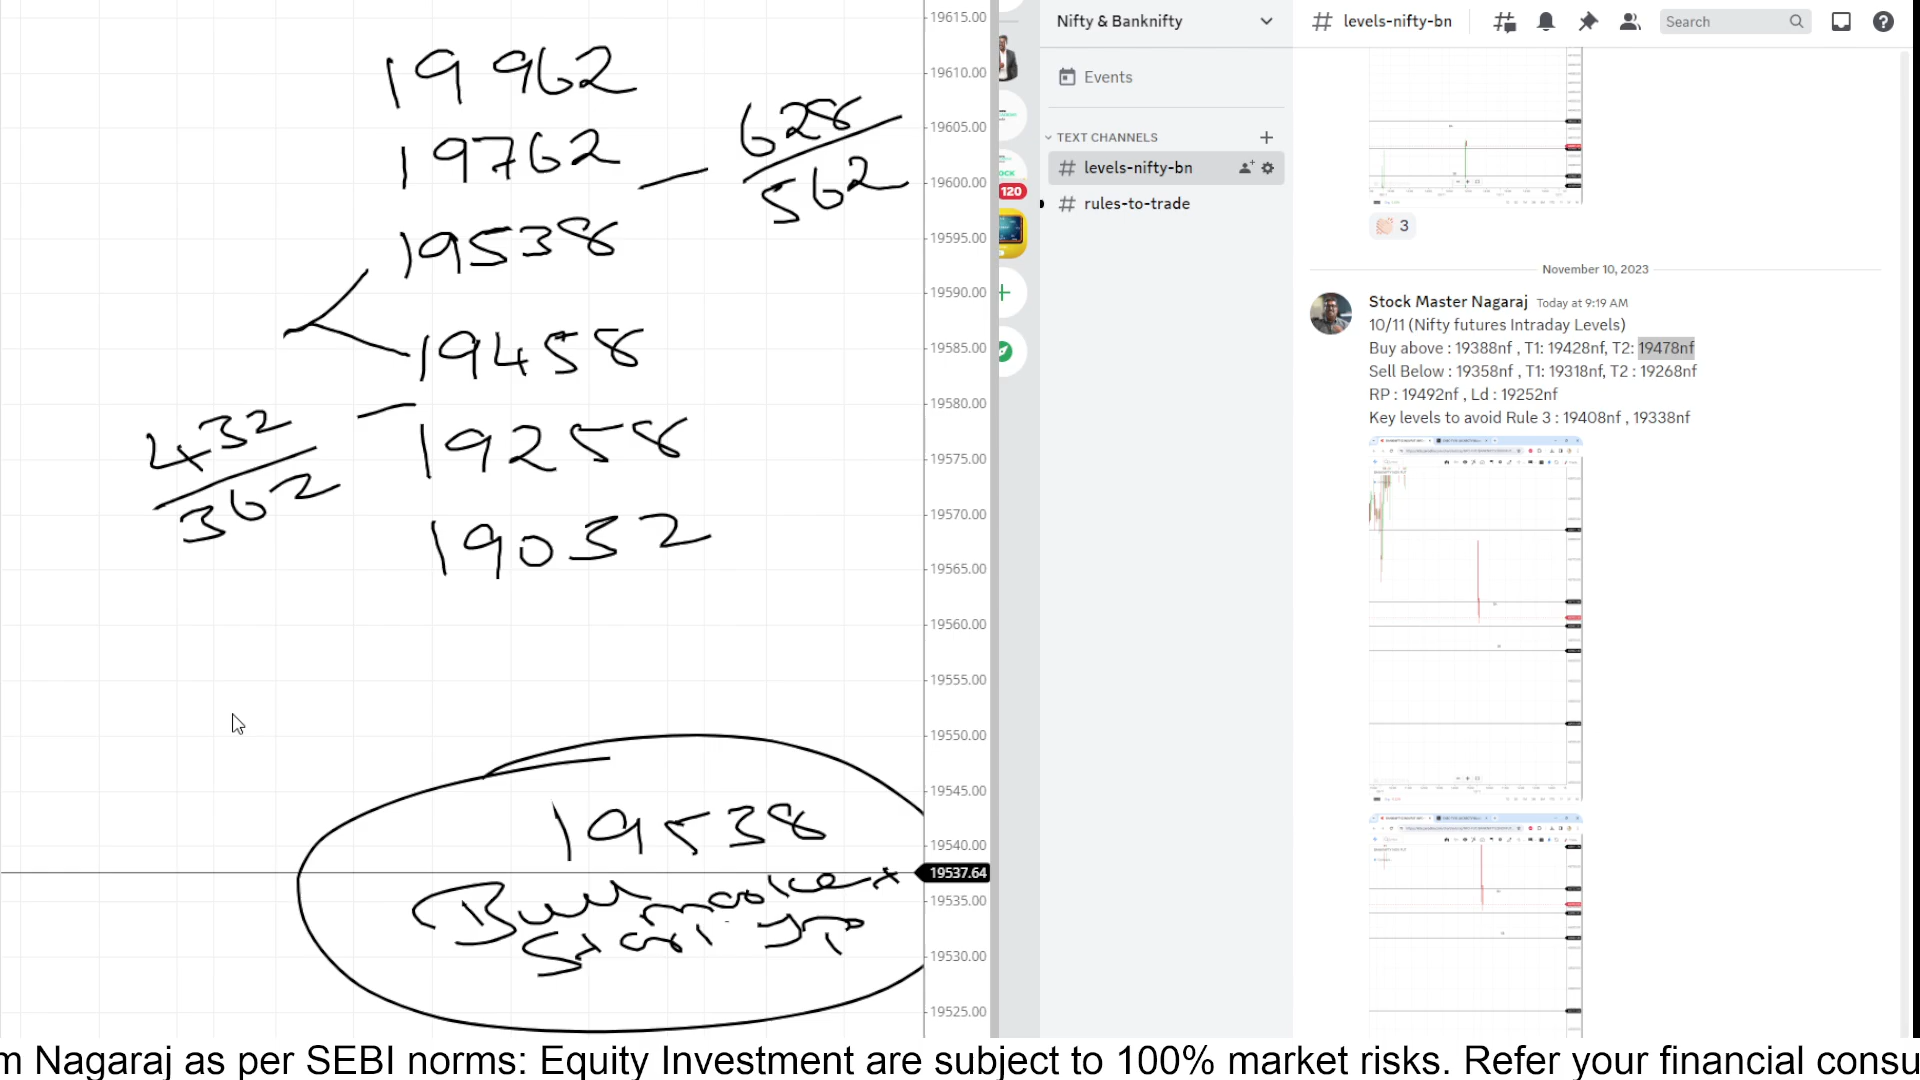 19962
19762
628
562
19538
19458
432
362
19258
19032
19538
Bull market
start up
19615.00
19610.00
19605.00
19600.00
19595.00
19590.00
19585.00
19580.00
19575.00
19570.00
19565.00
19560.00
19555.00
19550.00
19545.00
19540.00
19537.64
19535.00
19530.00
19525.00
120
Nifty & Banknifty
Events
TEXT CHANNELS
levels-nifty-bn
rules-to-trade
levels-nifty-bn
Search
3
November 10, 2023
Stock Master Nagaraj Today at 9:19 AM
10/11 (Nifty futures Intraday Levels)
Buy above : 19388nf , T1: 19428nf, T2: 19478nf
Sell Below : 19358nf , T1: 19318nf, T2 : 19268nf
RP : 19492nf , Ld : 19252nf
Key levels to avoid Rule 3 : 19408nf , 19338nf
m Nagaraj as per SEBI norms: Equity Investment are subject to 100% market risks. Refer your financial consu